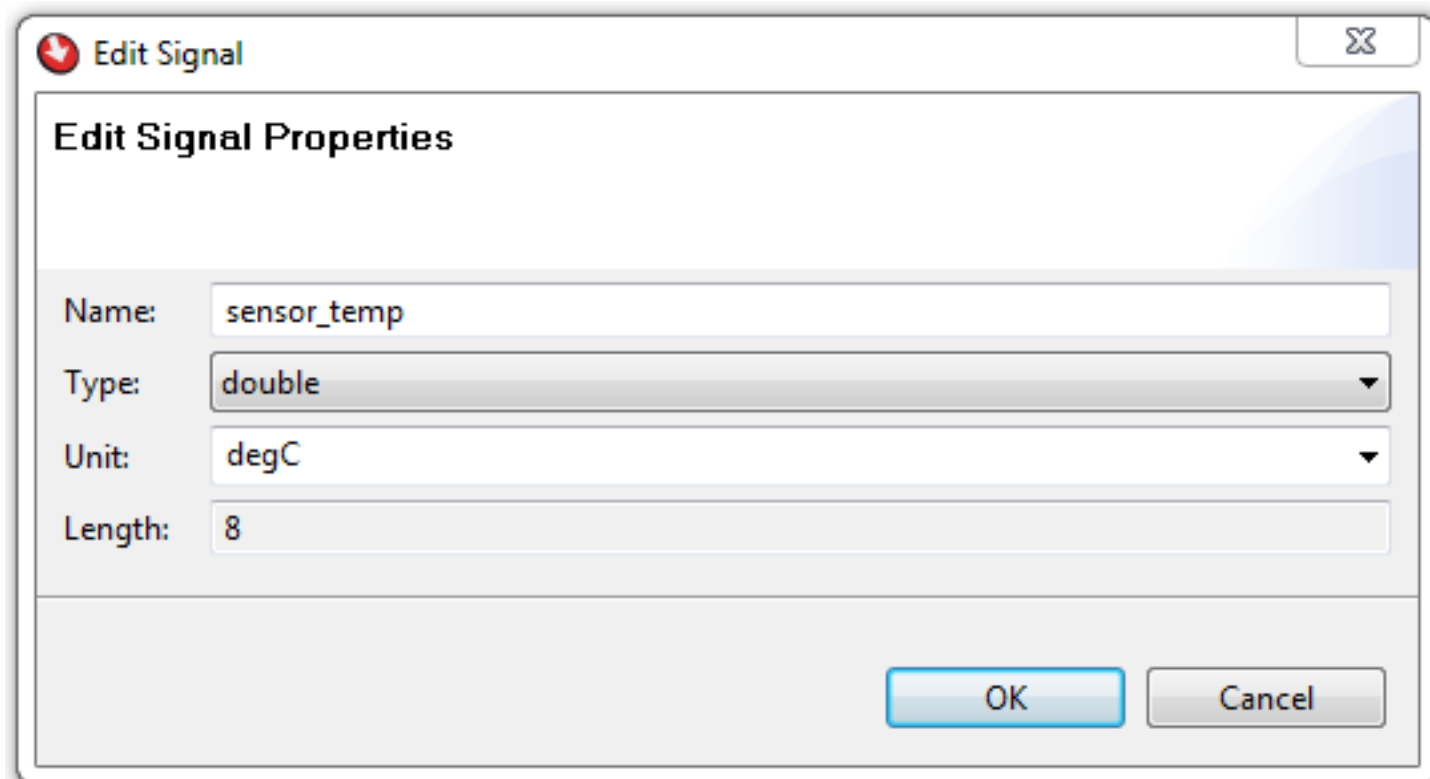 Edit Signal
Edit Signal Properties
Name: sensor_temp
Type: double
Unit: degC
Length: 8
OK Cancel